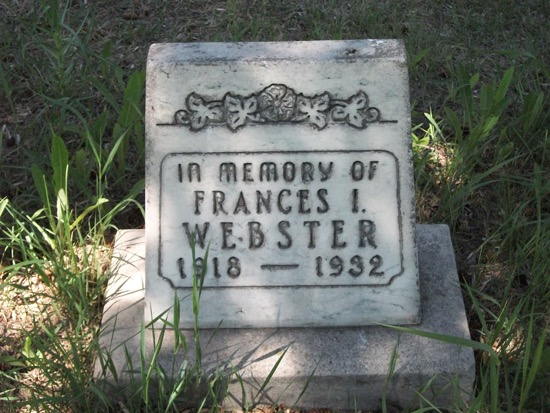 In memory of
FRANCES I.
WEBSTER
1918 — 1932